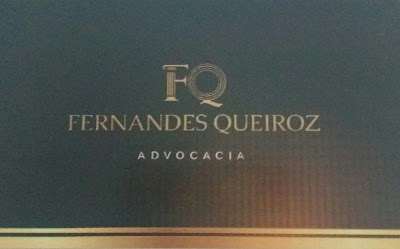 FQ
FERNANDES QUEIROZ
ADVOCACIA